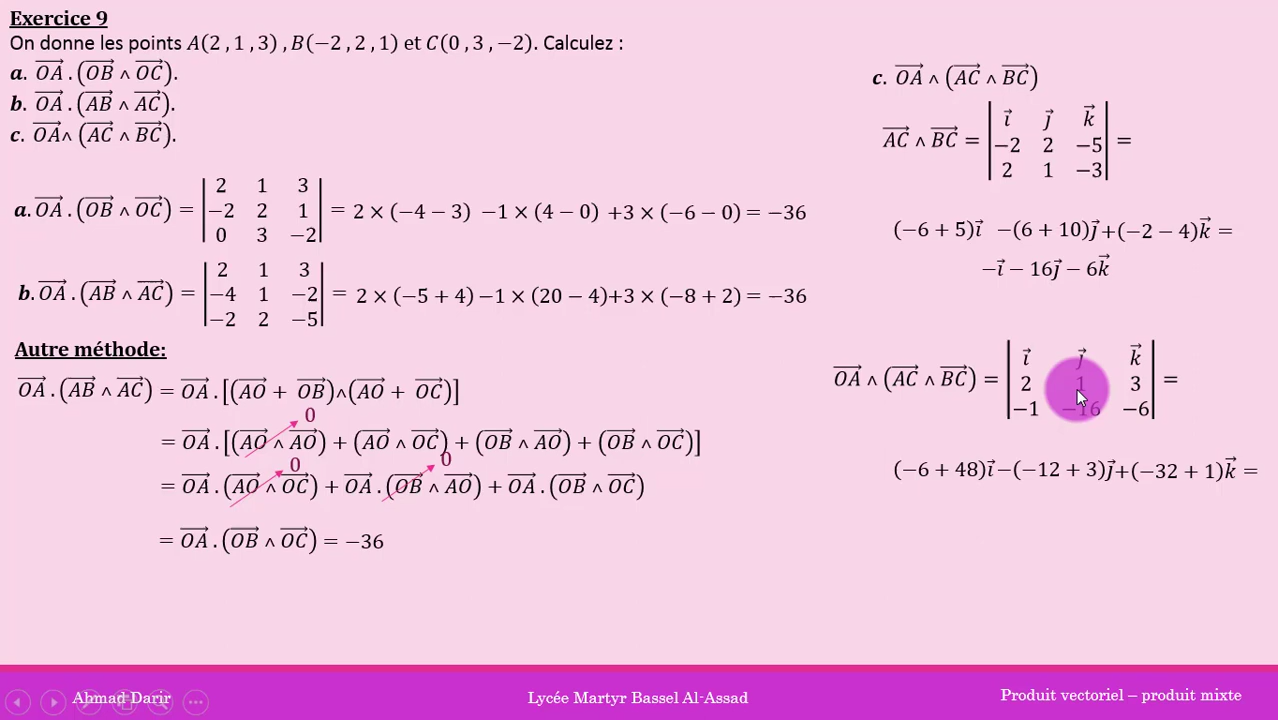 Exercice 9
On donne les points A(2 , 1 , 3) , B(−2 , 2 , 1) et C(0 , 3 , −2). Calculez :
a. OA⃗ . (OB⃗ ∧ OC⃗).
b. OA⃗ . (AB⃗ ∧ AC⃗).
c. OA⃗∧ (AC⃗ ∧ BC⃗).
a. OA⃗ . (OB⃗ ∧ OC⃗) = | 2 1 3 |
| −2 2 1 | = 2 × (−4 − 3) −1 × (4 − 0) +3 × (−6 − 0) = −36
| 0 3 −2 |
b. OA⃗ . (AB⃗ ∧ AC⃗) = | 2 1 3 |
| −4 1 −2 | = 2 × (−5 + 4) −1 × (20 − 4)+3 × (−8 + 2) = −36
| −2 2 −5 |
Autre méthode:
OA⃗ . (AB⃗ ∧ AC⃗) = OA⃗ . [(AO⃗ + OB⃗)∧(AO⃗ + OC⃗)]
0
= OA⃗ . [(AO⃗ ∧ AO⃗) + (AO⃗ ∧ OC⃗) + (OB⃗ ∧ AO⃗) + (OB⃗ ∧ OC⃗)]
0 0
= OA⃗ . (AO⃗ ∧ OC⃗) + OA⃗ . (OB⃗ ∧ AO⃗) + OA⃗ . (OB⃗ ∧ OC⃗)
= OA⃗ . (OB⃗ ∧ OC⃗) = −36
c. OA⃗ ∧ (AC⃗ ∧ BC⃗)
AC⃗ ∧ BC⃗ = | i⃗ j⃗ k⃗ |
| −2 2 −5 | =
| 2 1 −3 |
(−6 + 5)i⃗ −(6 + 10)j⃗+(−2 − 4)k⃗ =
−i⃗ − 16j⃗ − 6k⃗
OA⃗ ∧ (AC⃗ ∧ BC⃗) = | i⃗ j⃗ k⃗ |
| 2 1 3 | =
| −1 −16 −6 |
(−6 + 48)i⃗−(−12 + 3)j⃗+(−32 + 1)k⃗ =
Ahmad Darir
Lycée Martyr Bassel Al-Assad
Produit vectoriel – produit mixte